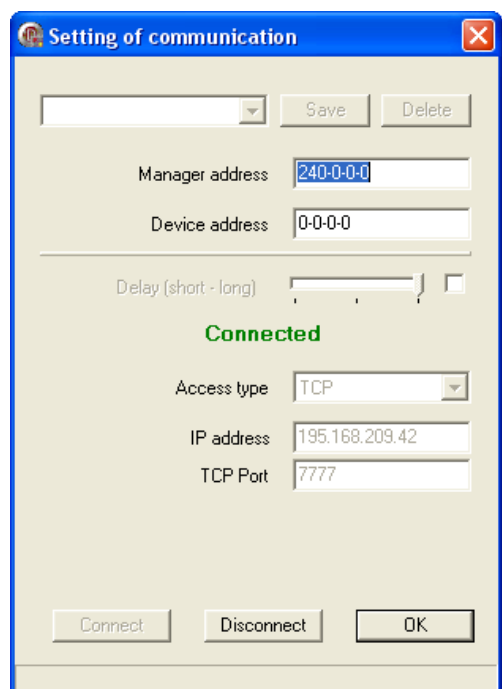 Setting of communication
Save Delete
Manager address 240-0-0-0
Device address 0-0-0-0
Delay (short - long)
Connected
Access type TCP
IP address 195.168.209.42
TCP Port 7777
Connect Disconnect OK